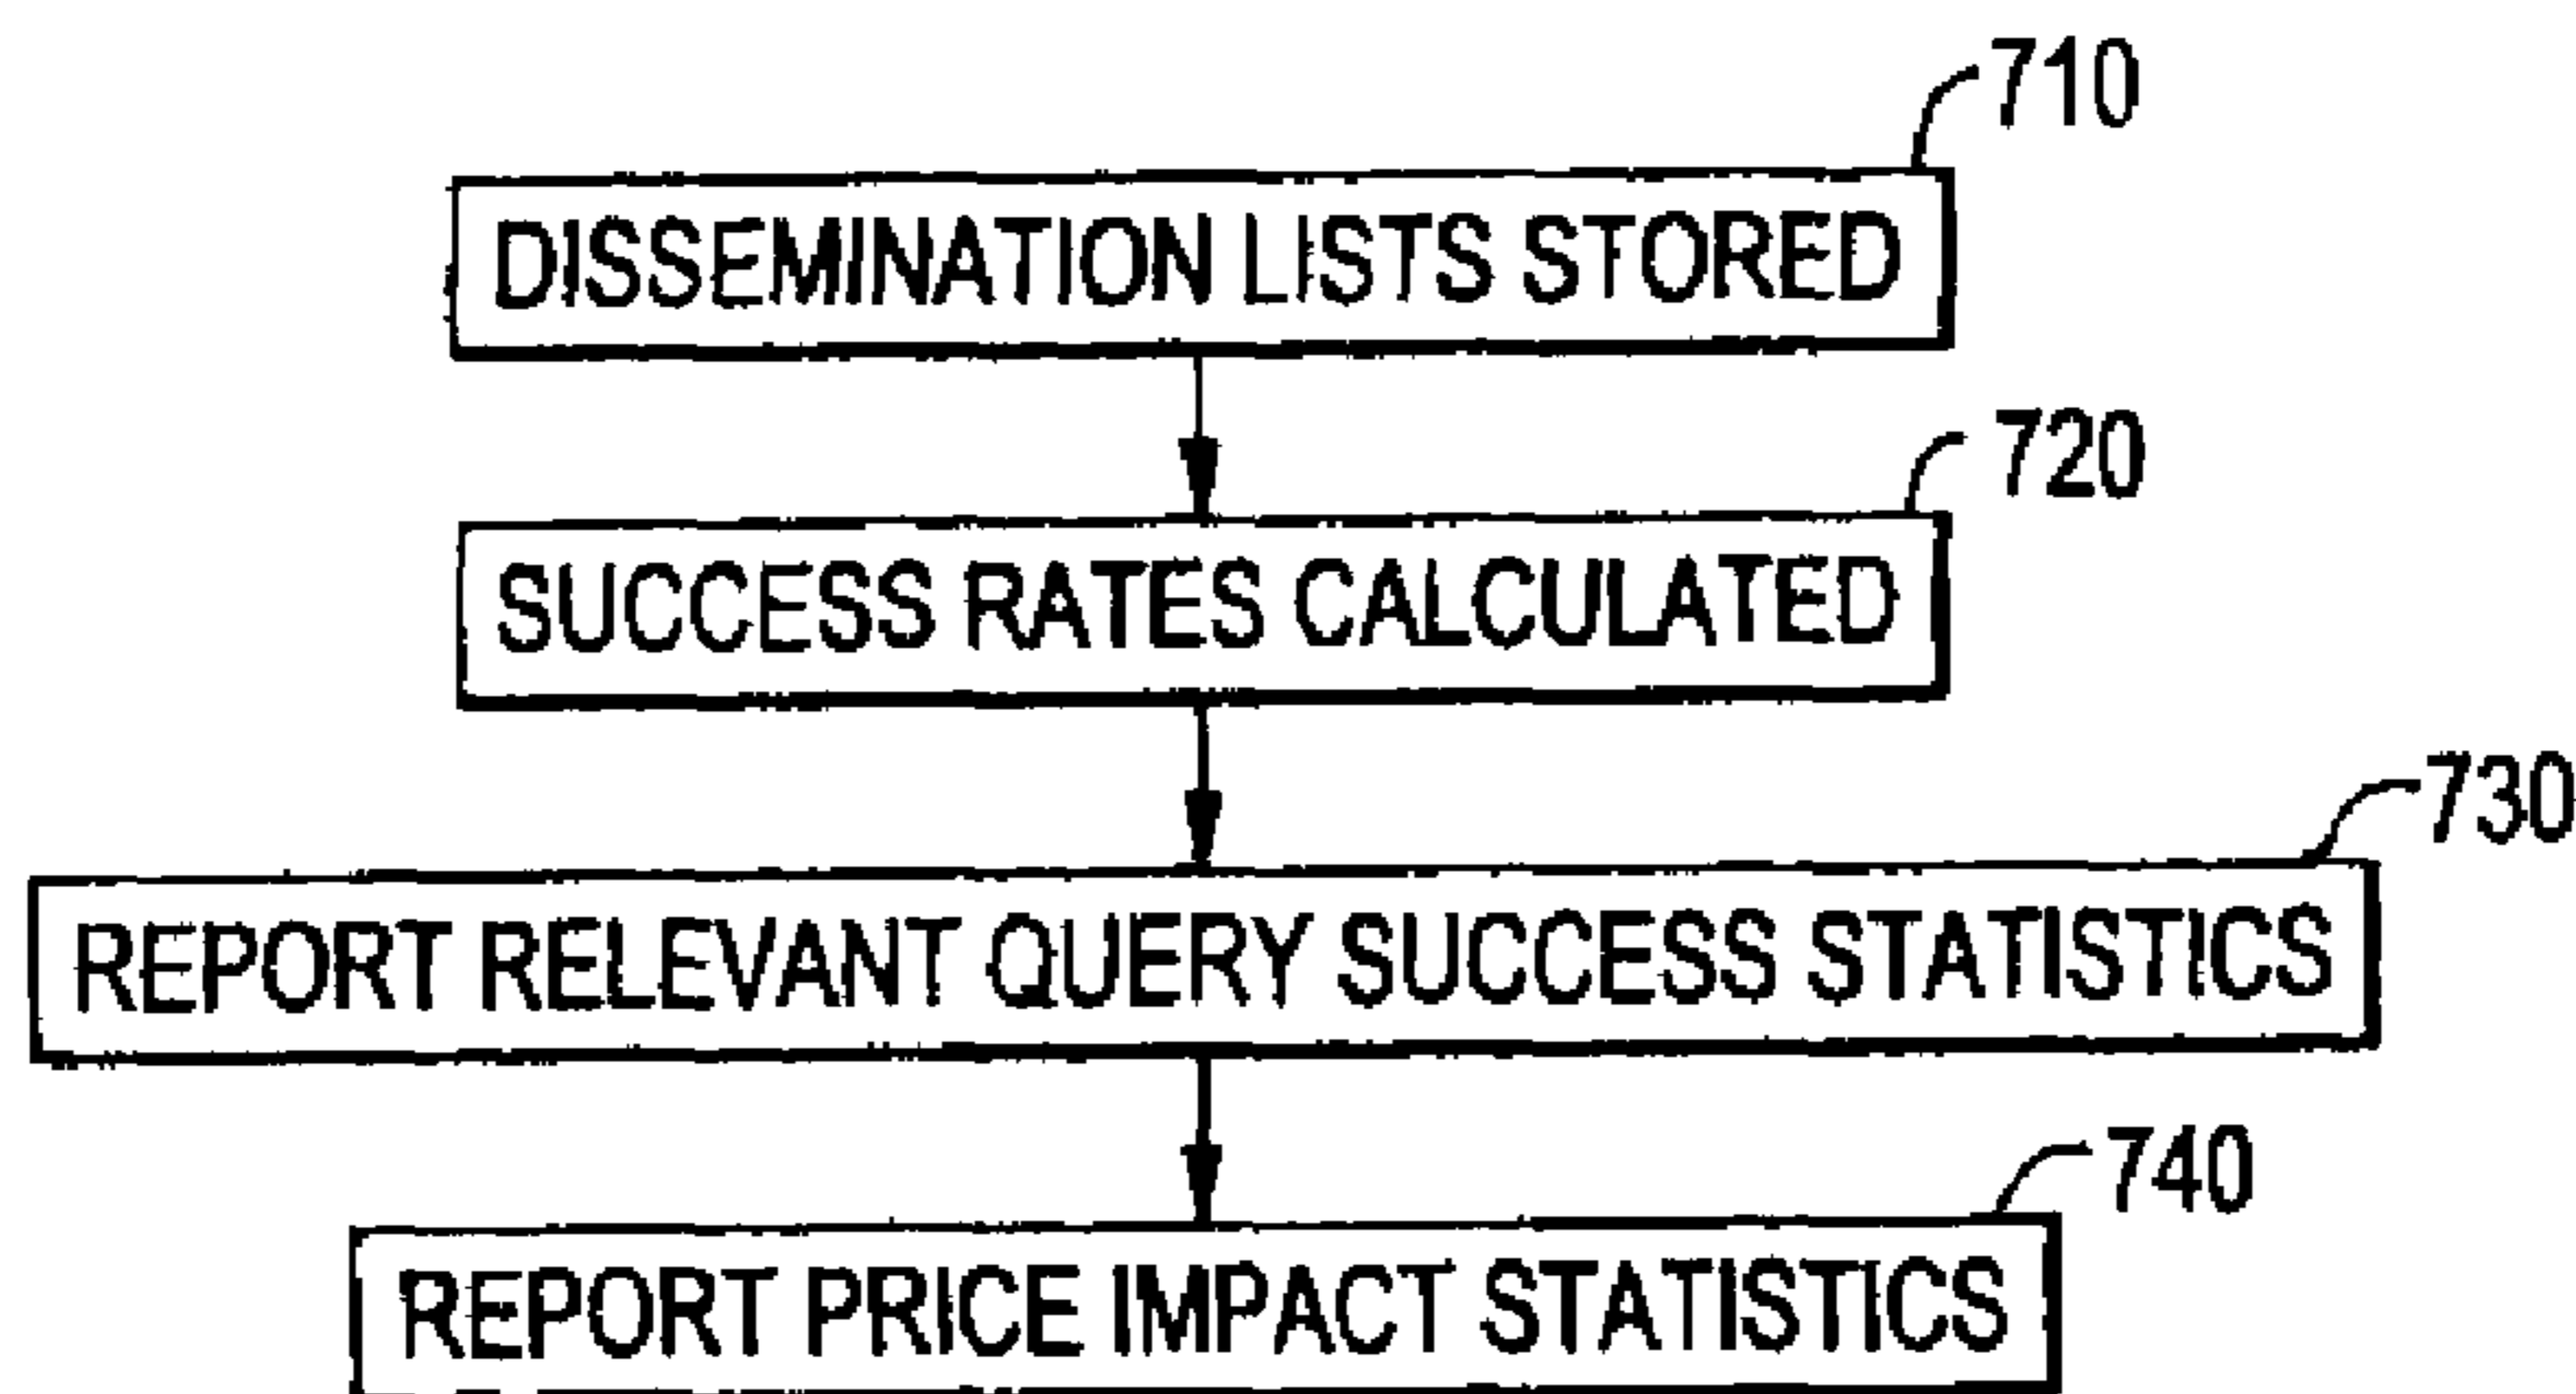 710
DISSEMINATION LISTS STORED
720
SUCCESS RATES CALCULATED
730
REPORT RELEVANT QUERY SUCCESS STATISTICS
740
REPORT PRICE IMPACT STATISTICS